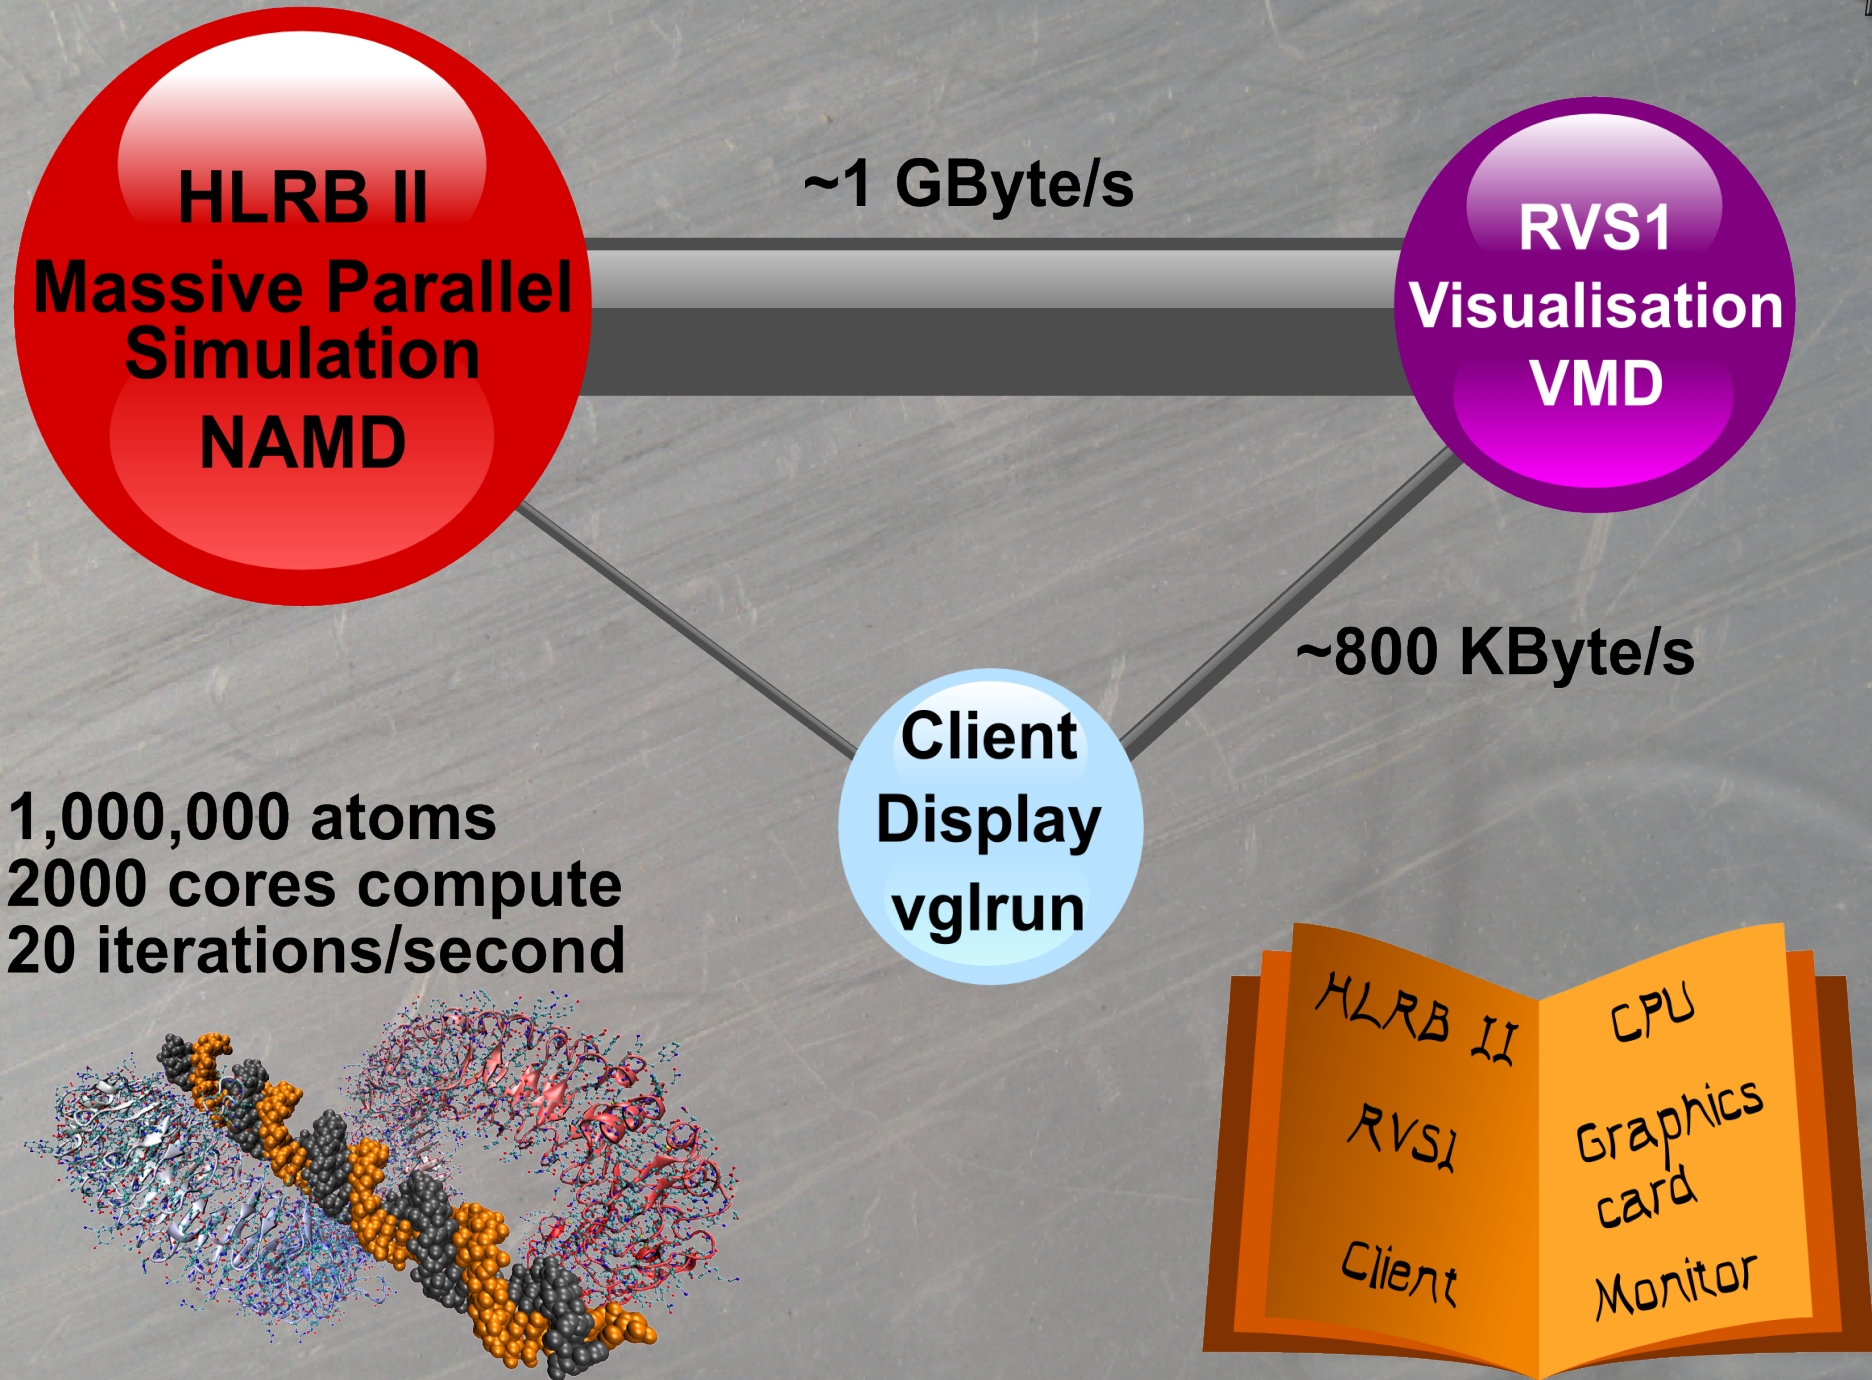 HLRB II
Massive Parallel
Simulation
NAMD
~1 GByte/s
RVS1
Visualisation
VMD
~800 KByte/s
Client
Display
vglrun
1,000,000 atoms
2000 cores compute
20 iterations/second
HLRB II
RVS1
Client
CPU
Graphics
card
Monitor